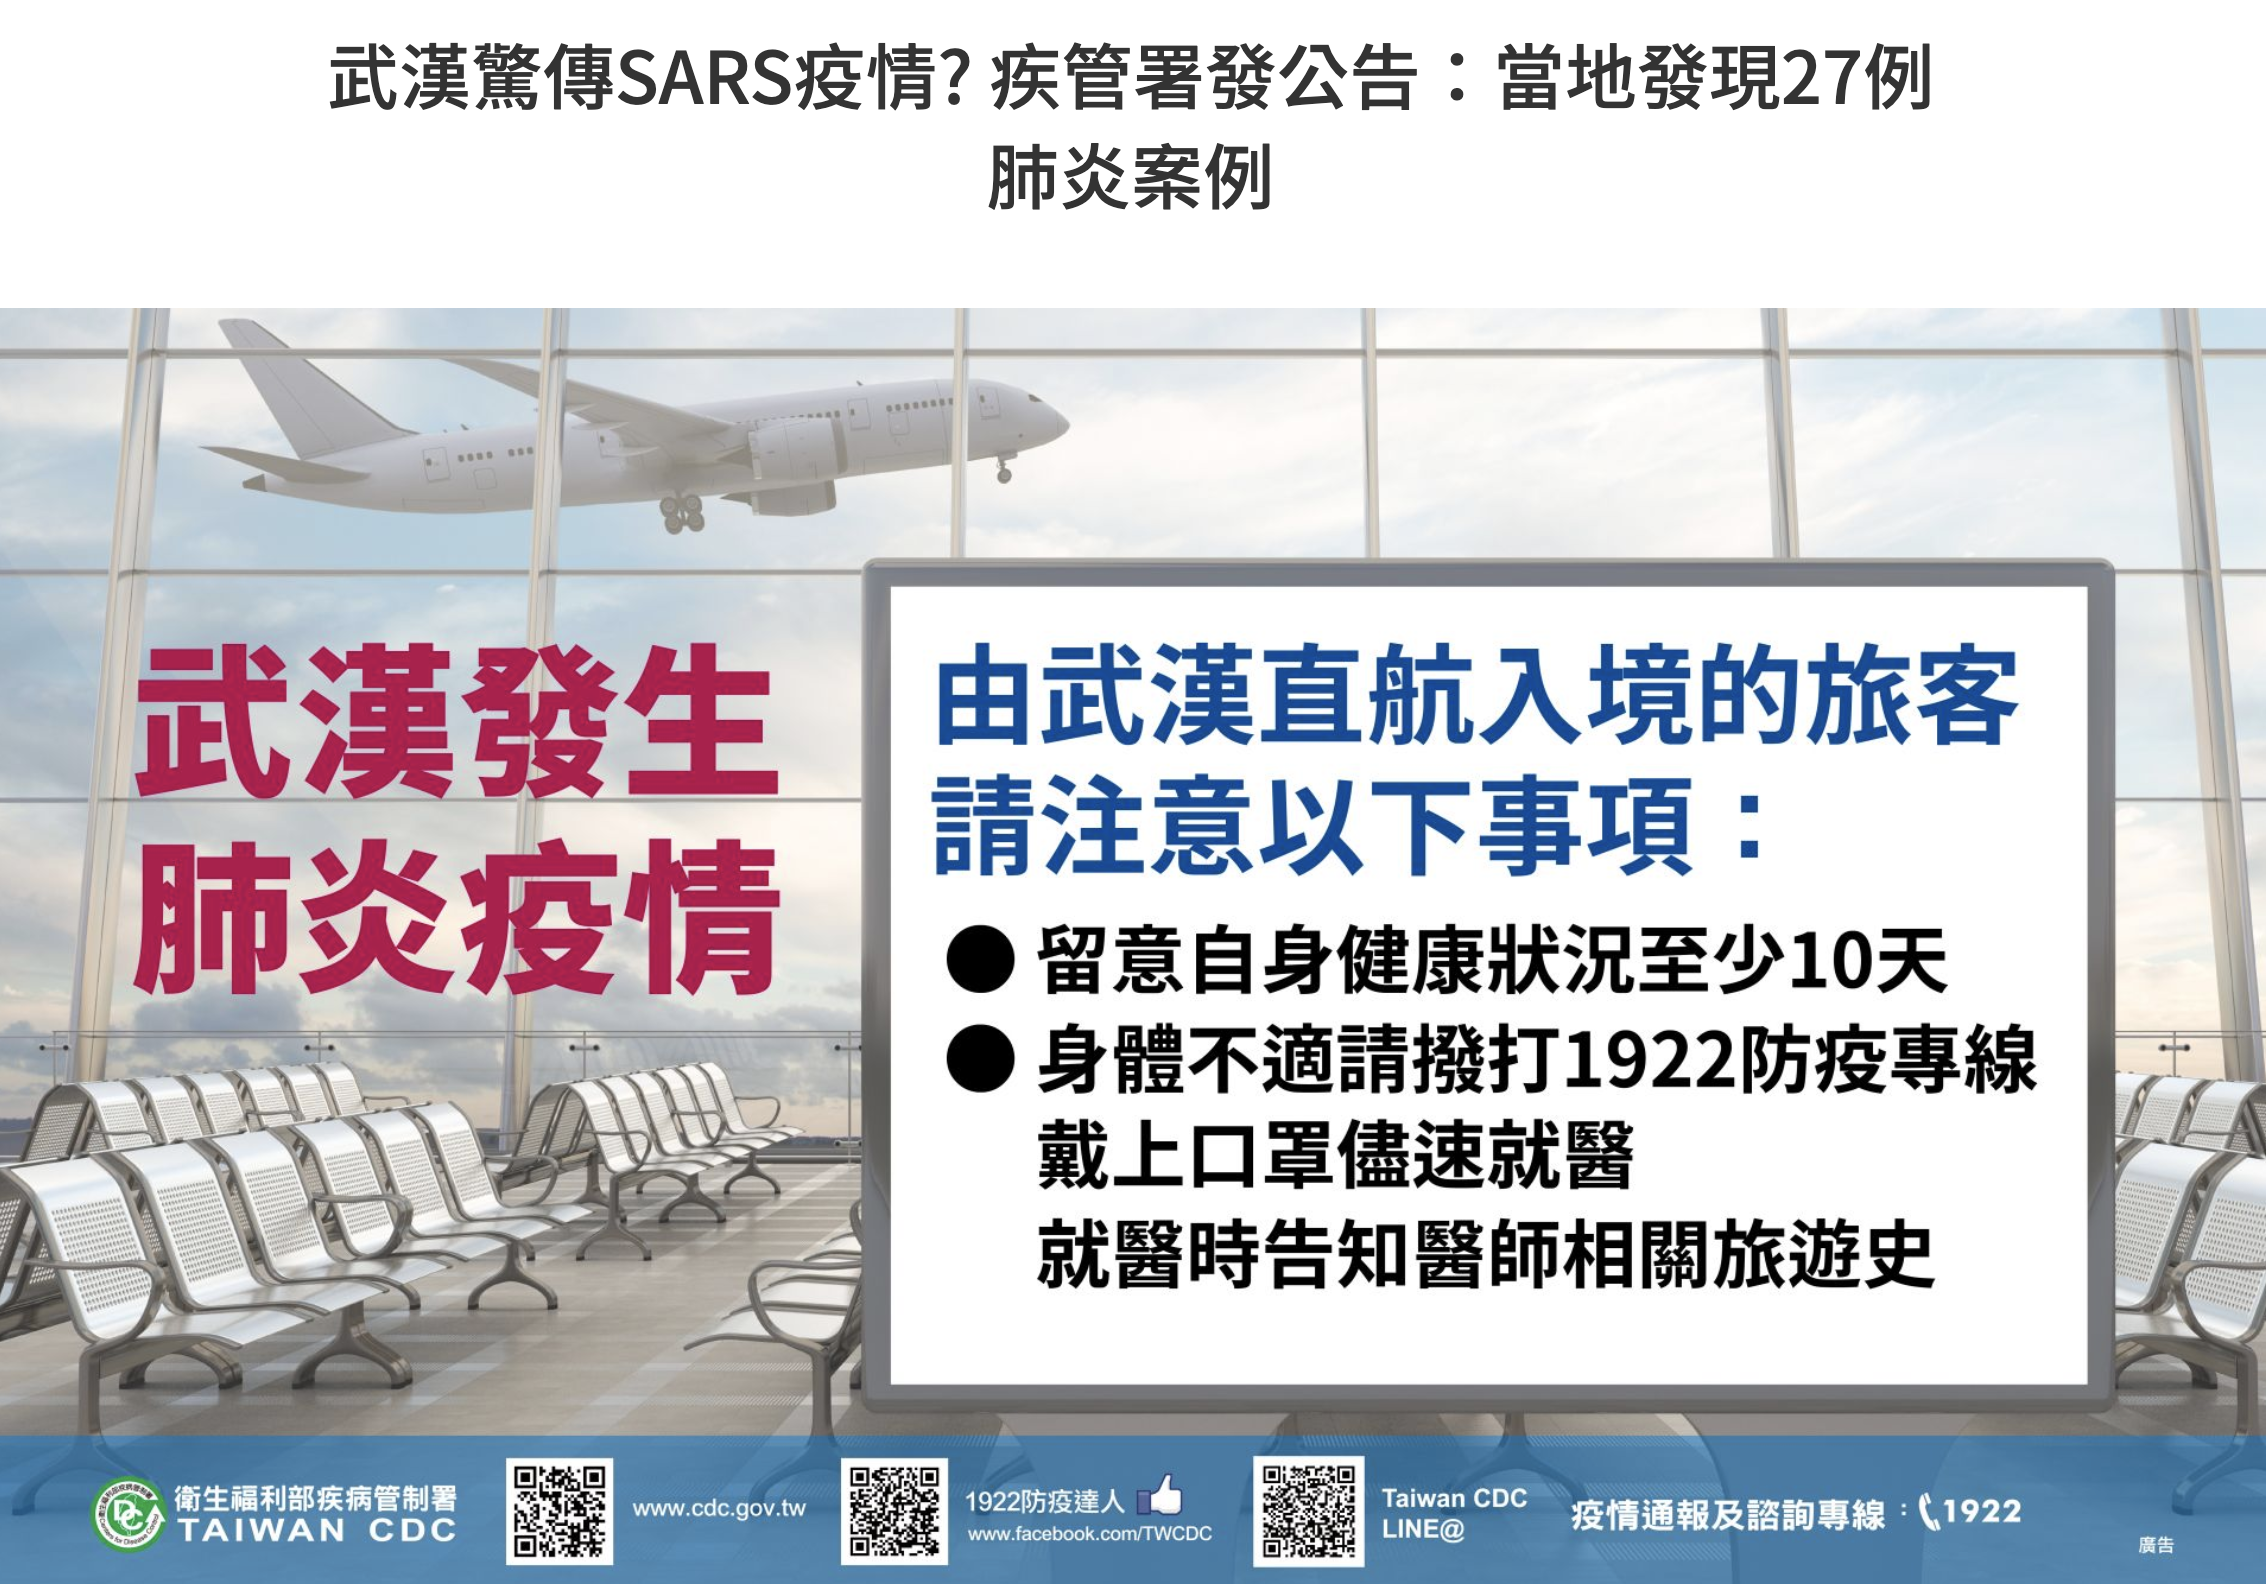 武漢驚傳SARS疫情? 疾管署發公告：當地發現27例
肺炎案例
武漢發生
肺炎疫情
由武漢直航入境的旅客
請注意以下事項：
● 留意自身健康狀況至少10天
● 身體不適請撥打1922防疫專線
戴上口罩儘速就醫
就醫時告知醫師相關旅遊史
衛生福利部疾病管制署
TAIWAN CDC
www.cdc.gov.tw
1922防疫達人
www.facebook.com/TWCDC
Taiwan CDC
LINE@
疫情通報及諮詢專線：1922
廣告